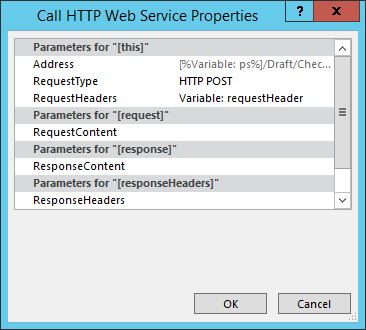 Call HTTP Web Service Properties
? X
Parameters for "[this]"
Address [%Variable: ps%]/Draft/Chec...
RequestType HTTP POST
RequestHeaders Variable: requestHeader
Parameters for "[request]"
RequestContent
Parameters for "[response]"
ResponseContent
Parameters for "[responseHeaders]"
ResponseHeaders
OK Cancel